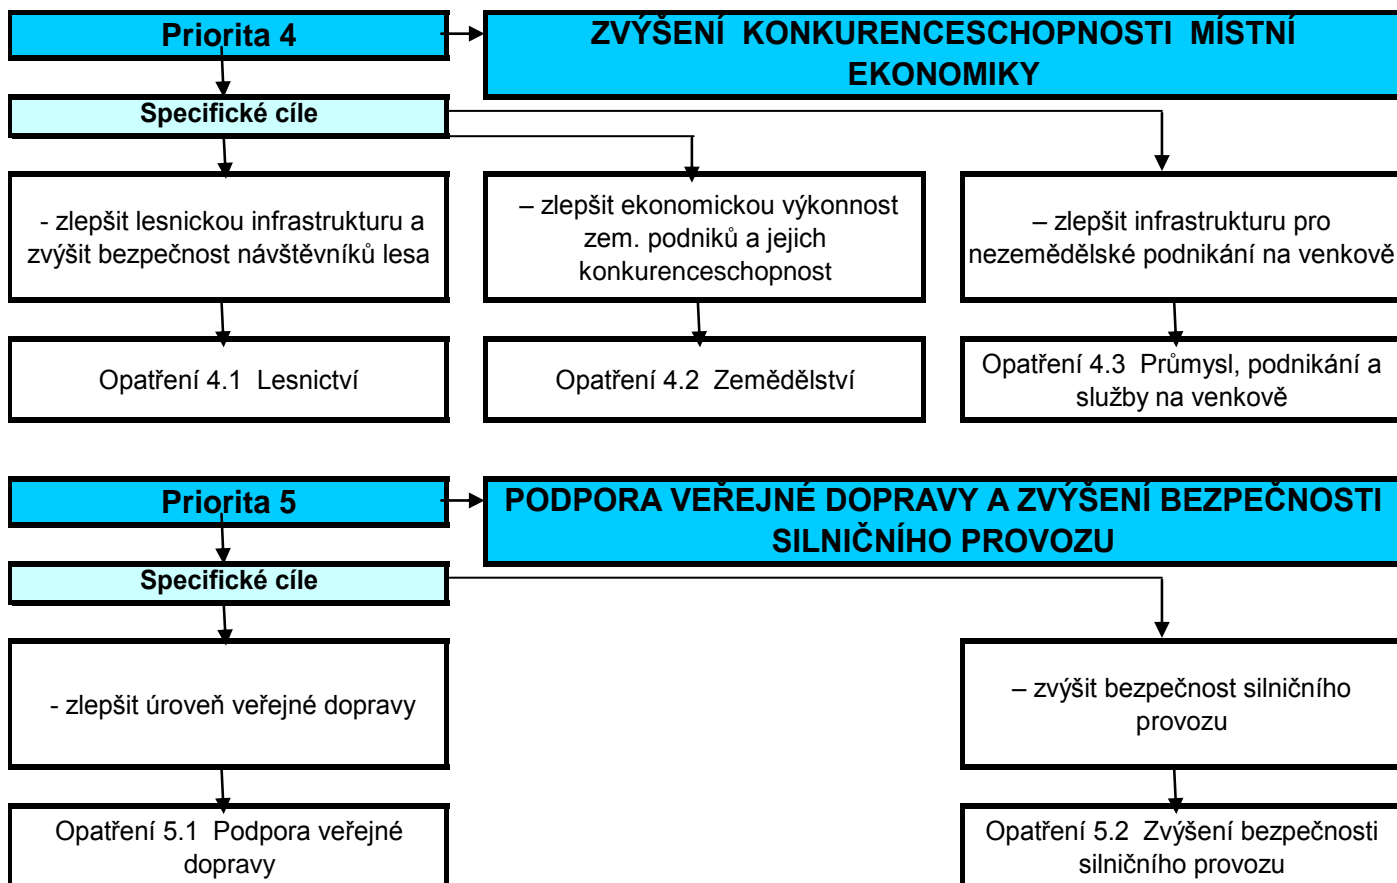 Priorita 4
ZVÝŠENÍ KONKURENCESCHOPNOSTI MÍSTNÍ
EKONOMIKY
Specifické cíle
- zlepšit lesnickou infrastrukturu a
zvýšit bezpečnost návštěvníků lesa
– zlepšit ekonomickou výkonnost
zem. podniků a jejich
konkurenceschopnost
– zlepšit infrastrukturu pro
nezemědělské podnikání na venkově
Opatření 4.1 Lesnictví
Opatření 4.2 Zemědělství
Opatření 4.3 Průmysl, podnikání a
služby na venkově
Priorita 5
PODPORA VEŘEJNÉ DOPRAVY A ZVÝŠENÍ BEZPEČNOSTI
SILNIČNÍHO PROVOZU
Specifické cíle
- zlepšit úroveň veřejné dopravy
– zvýšit bezpečnost silničního
provozu
Opatření 5.1 Podpora veřejné
dopravy
Opatření 5.2 Zvýšení bezpečnosti
silničního provozu